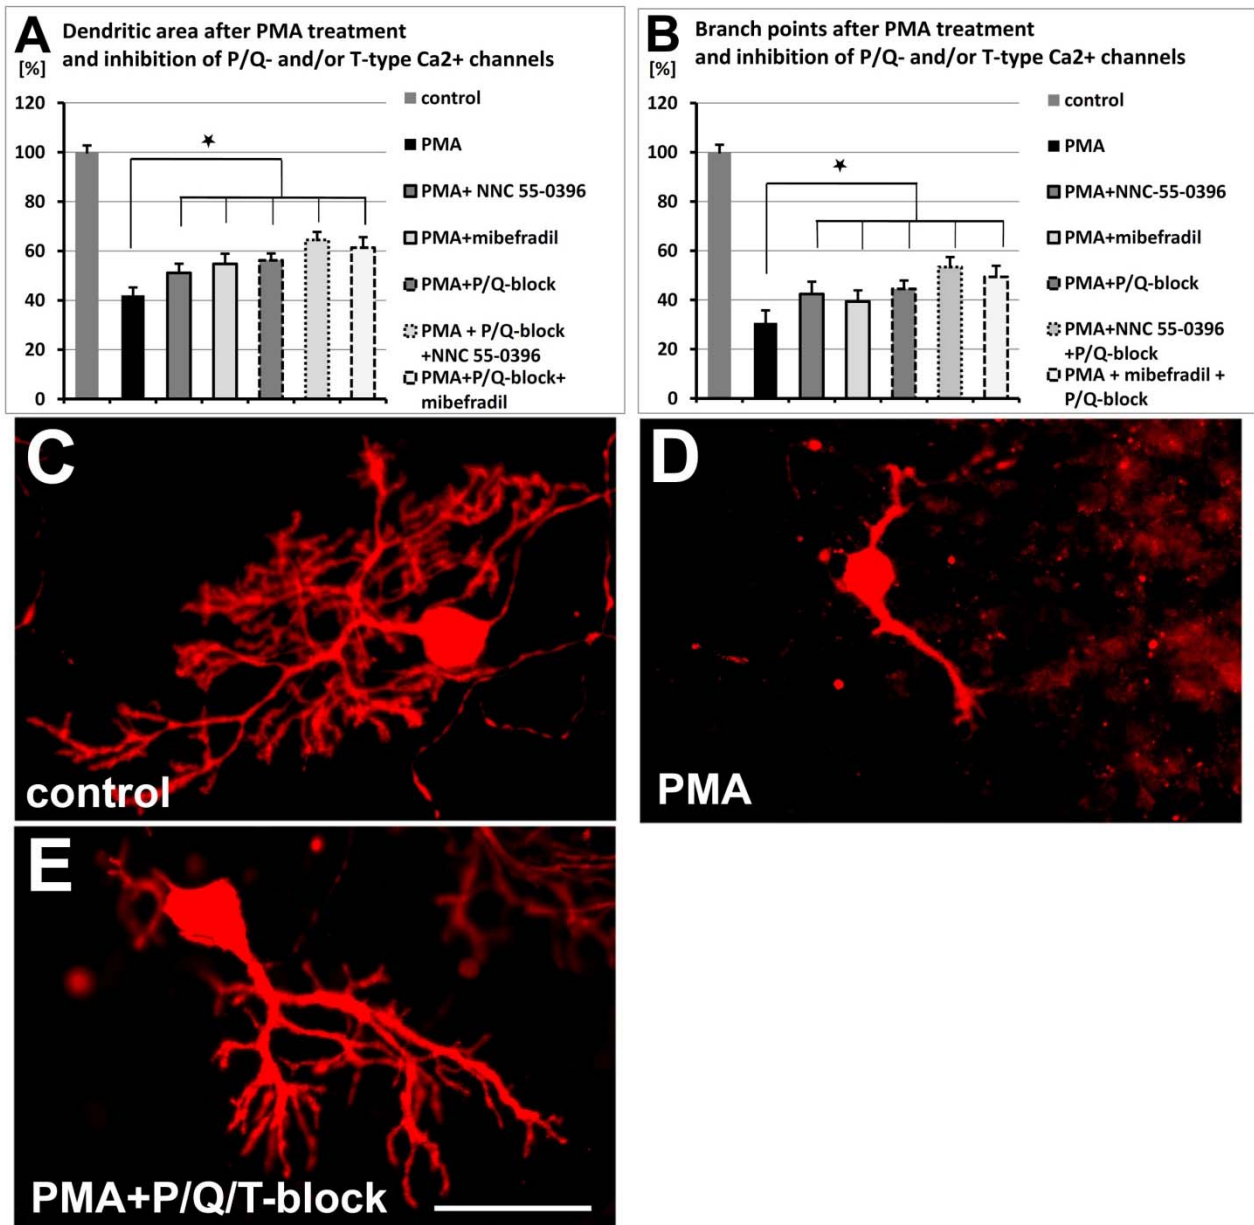 A
Dendritic area after PMA treatment
and inhibition of P/Q- and/or T-type Ca2+ channels
[%]
120
100
80
60
40
20
0
★
control
PMA
PMA+ NNC 55-0396
PMA+mibefradil
PMA+P/Q-block
PMA + P/Q-block
+NNC 55-0396
PMA+P/Q-block+
mibefradil
B
Branch points after PMA treatment
and inhibition of P/Q- and/or T-type Ca2+ channels
[%]
120
100
80
60
40
20
0
★
control
PMA
PMA+NNC-55-0396
PMA+mibefradil
PMA+P/Q-block
PMA+NNC 55-0396
+P/Q-block
PMA + mibefradil +
P/Q-block
C
control
D
PMA
E
PMA+P/Q/T-block